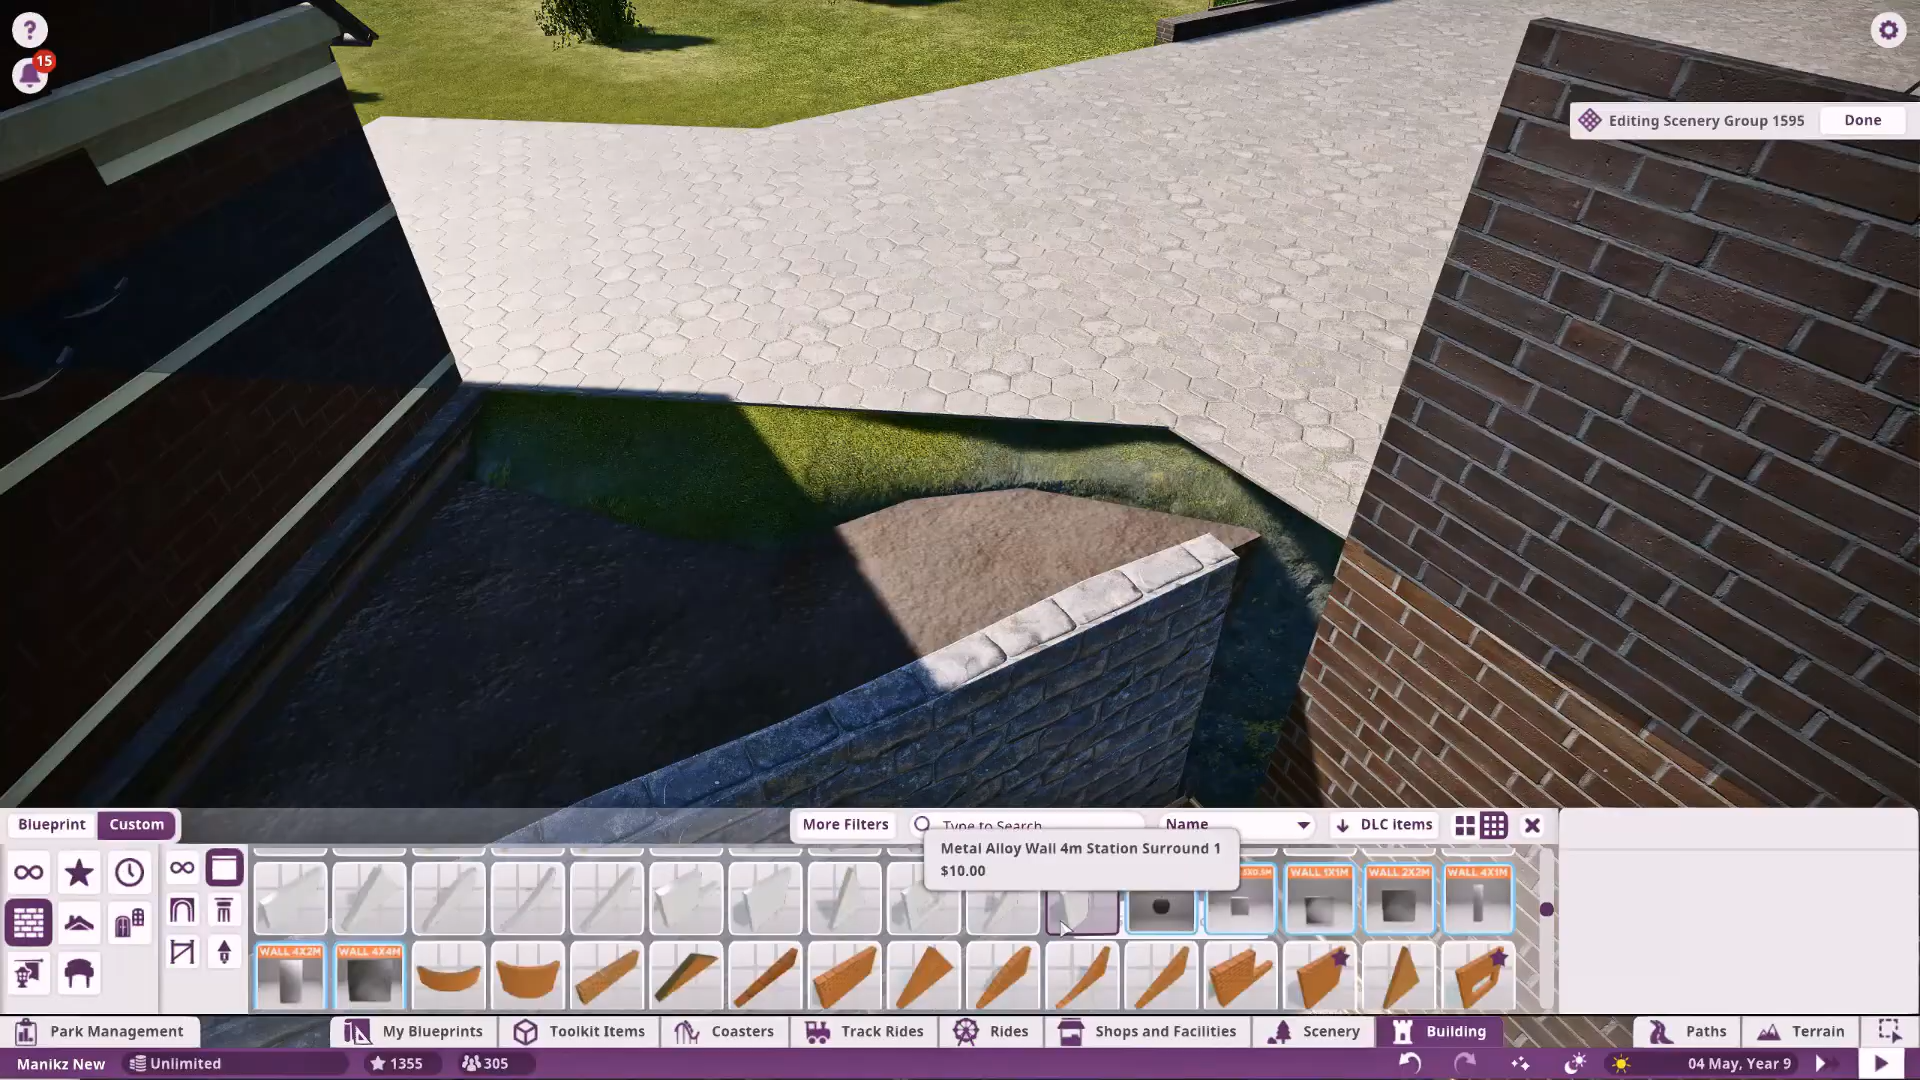 ?
15
Editing Scenery Group 1595
Done
Blueprint
Custom
More Filters
Type to Search
Name
DLC items
Metal Alloy Wall 4m Station Surround 1
$10.00
WALL 1X1M
WALL 2X2M
WALL 4X1M
WALL 4X2M
WALL 4X4M
Park Management
My Blueprints
Toolkit Items
Coasters
Track Rides
Rides
Shops and Facilities
Scenery
Building
Paths
Terrain
Manikz New
Unlimited
1355
305
04 May, Year 9